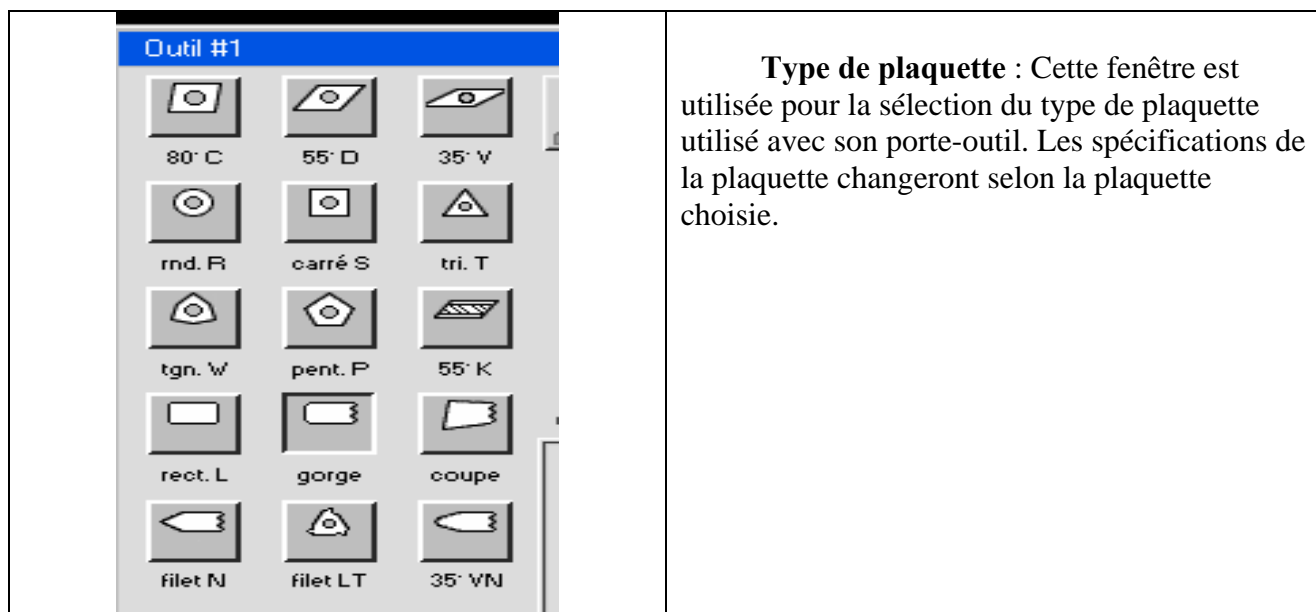 Outil #1
80° C 55° D 35° V
rnd. R carré S tri. T
tgn. W pent. P 55° K
rect. L gorge coupe
filet N filet LT 35° VN
Type de plaquette : Cette fenêtre est
utilisée pour la sélection du type de plaquette
utilisé avec son porte-outil. Les spécifications de
la plaquette changeront selon la plaquette
choisie.